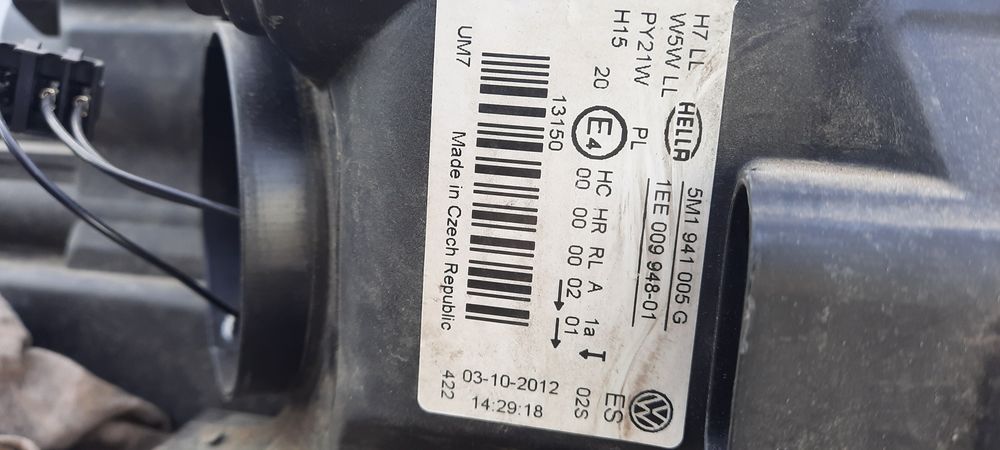 H7 LL
W5W LL
PY21W
H15
HELLA
5M1 941 005 G
1EE 009 948-01
PL
20
E4
HC HR RL A 1a
00 00 00 02 01
ES
02S
13150
UM7
Made in Czech Republic
03-10-2012
14:29:18
422